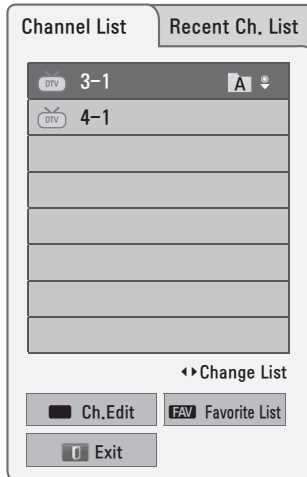 Channel List Recent Ch. List
DTV 3-1 A
DTV 4-1
Change List
Ch.Edit FAV Favorite List
Exit